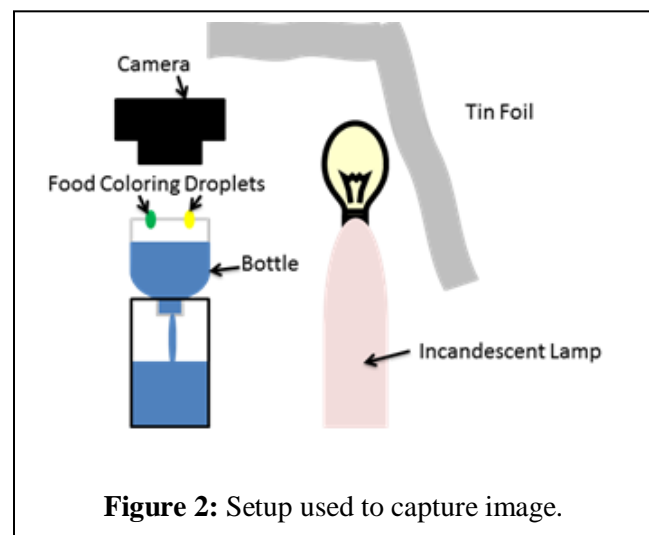 Camera
Tin Foil
Food Coloring Droplets
Bottle
Incandescent Lamp
Figure 2: Setup used to capture image.